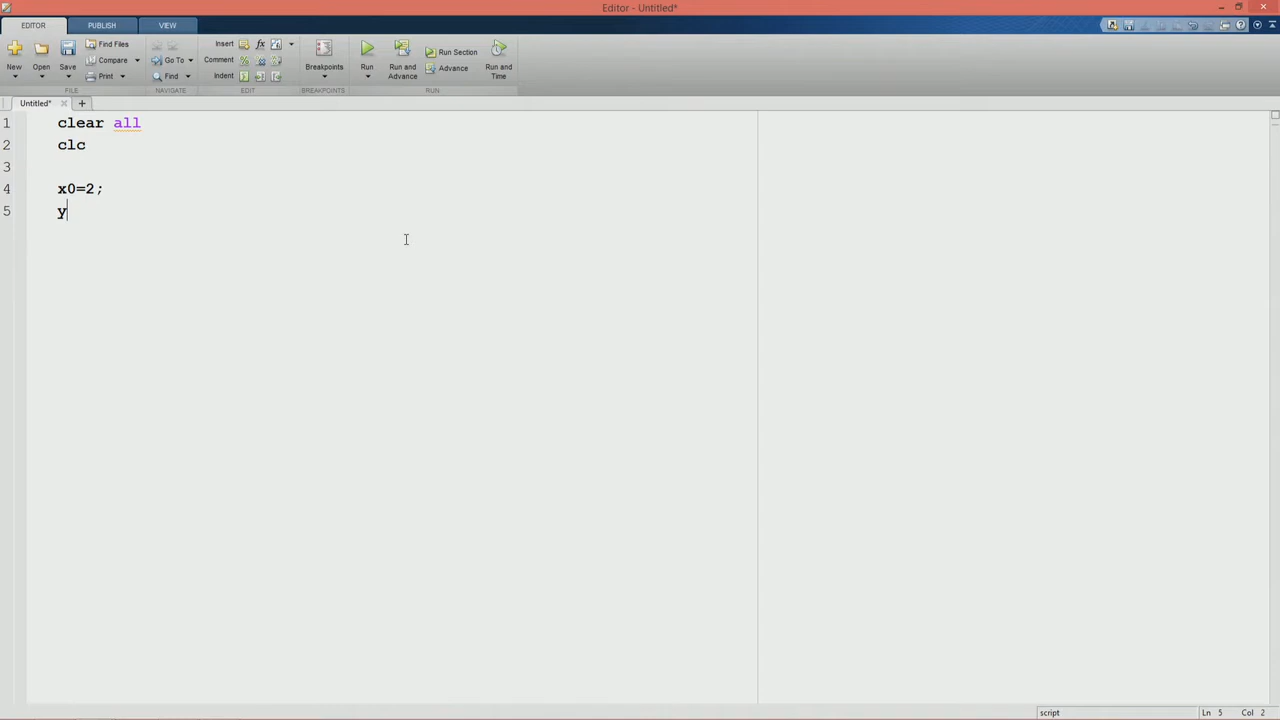 Editor - Untitled*
EDITOR PUBLISH VIEW
New Open Save Find Files Compare Print
Go To Find
Insert fx
Comment
Indent
Breakpoints
Run Run and Advance Run Section Advance Run and Time
FILE NAVIGATE EDIT BREAKPOINTS RUN
Untitled* × +
1 clear all
2 clc
3
4 x0=2;
5 y
script Ln 5 Col 2